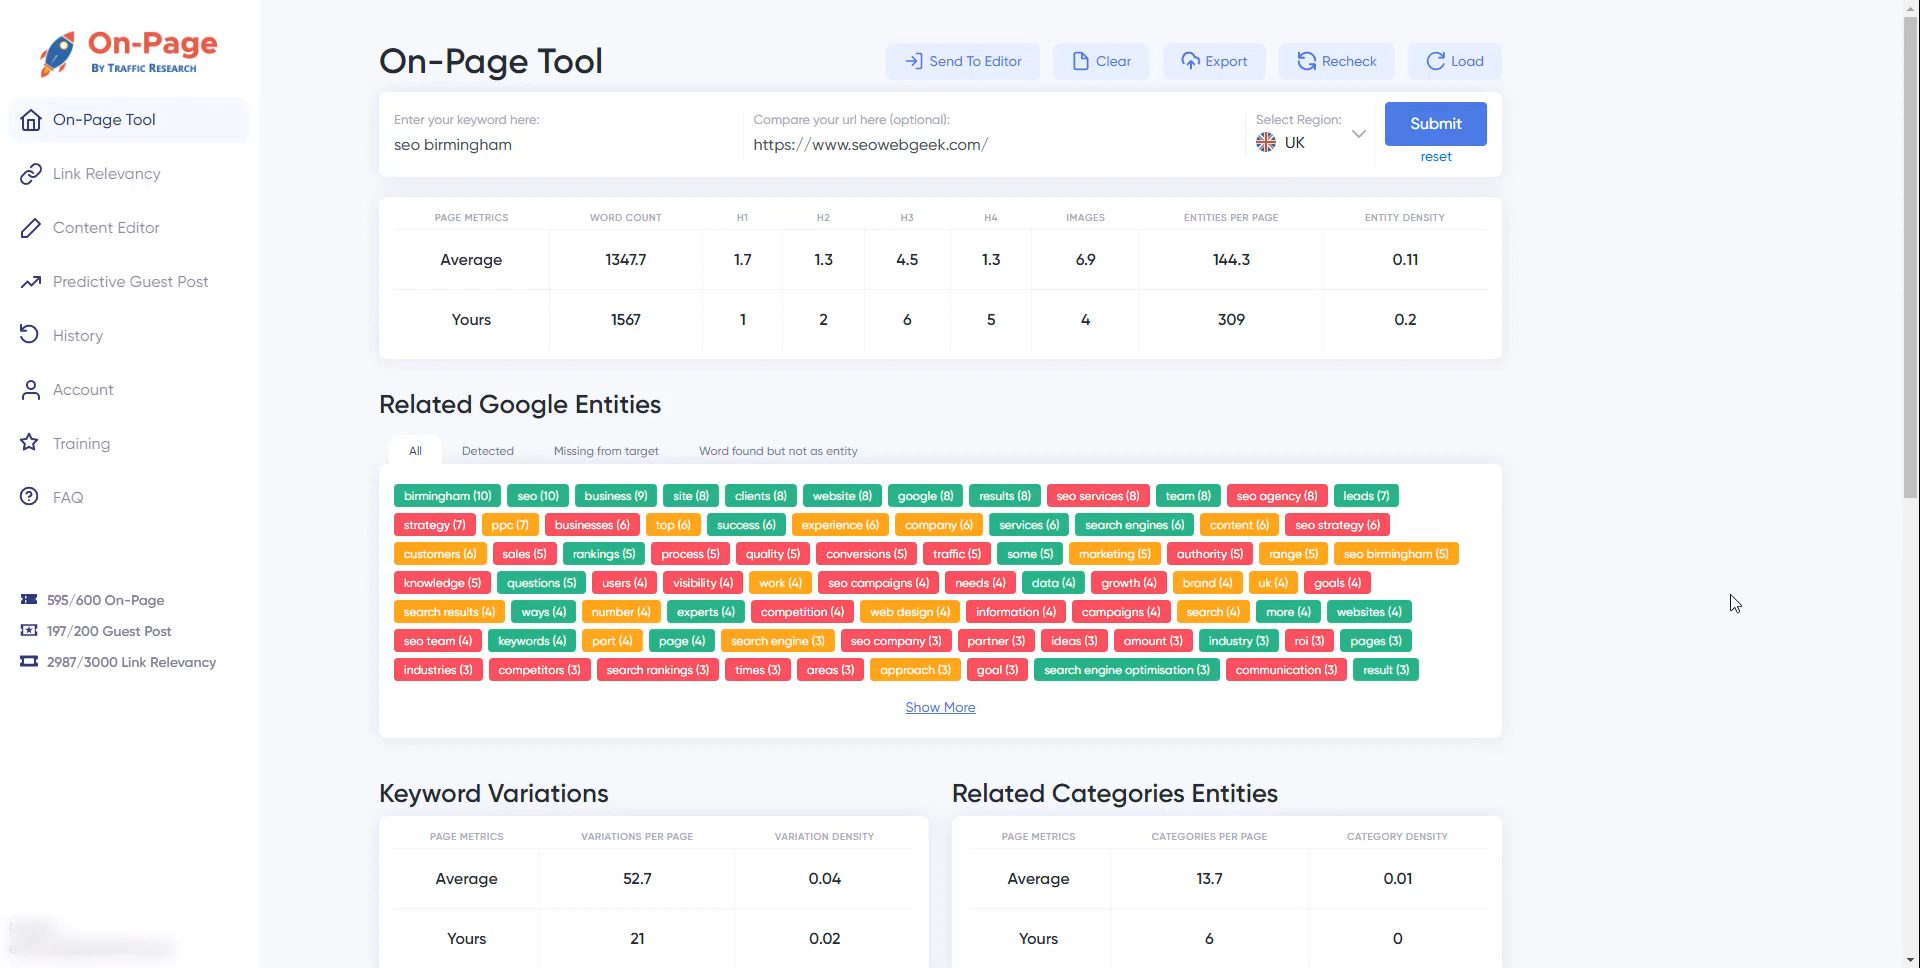 On-Page
BY TRAFFIC RESEARCH
On-Page Tool
Link Relevancy
Content Editor
Predictive Guest Post
History
Account
Training
FAQ
595/600 On-Page
197/200 Guest Post
2987/3000 Link Relevancy
On-Page Tool
Send To Editor
Clear
Export
Recheck
Load
Enter your keyword here:
seo birmingham
Compare your url here (optional):
https://www.seowebgeek.com/
Select Region:
UK
Submit
reset
PAGE METRICS WORD COUNT H1 H2 H3 H4 IMAGES ENTITIES PER PAGE ENTITY DENSITY
Average 1347.7 1.7 1.3 4.5 1.3 6.9 144.3 0.11
Yours 1567 1 2 6 5 4 309 0.2
Related Google Entities
All Detected Missing from target Word found but not as entity
birmingham (10) seo (10) business (9) site (8) clients (8) website (8) google (8) results (8) seo services (8) team (8) seo agency (8) leads (7)
strategy (7) ppc (7) businesses (6) top (6) success (6) experience (6) company (6) services (6) search engines (6) content (6) seo strategy (6)
customers (6) sales (5) rankings (5) process (5) quality (5) conversions (5) traffic (5) some (5) marketing (5) authority (5) range (5) seo birmingham (5)
knowledge (5) questions (5) users (4) visibility (4) work (4) seo campaigns (4) needs (4) data (4) growth (4) brand (4) uk (4) goals (4)
search results (4) ways (4) number (4) experts (4) competition (4) web design (4) information (4) campaigns (4) search (4) more (4) websites (4)
seo team (4) keywords (4) part (4) page (4) search engine (3) seo company (3) partner (3) ideas (3) amount (3) industry (3) roi (3) pages (3)
industries (3) competitors (3) search rankings (3) times (3) areas (3) approach (3) goal (3) search engine optimisation (3) communication (3) result (3)
Show More
Keyword Variations
PAGE METRICS VARIATIONS PER PAGE VARIATION DENSITY
Average 52.7 0.04
Yours 21 0.02
Related Categories Entities
PAGE METRICS CATEGORIES PER PAGE CATEGORY DENSITY
Average 13.7 0.01
Yours 6 0